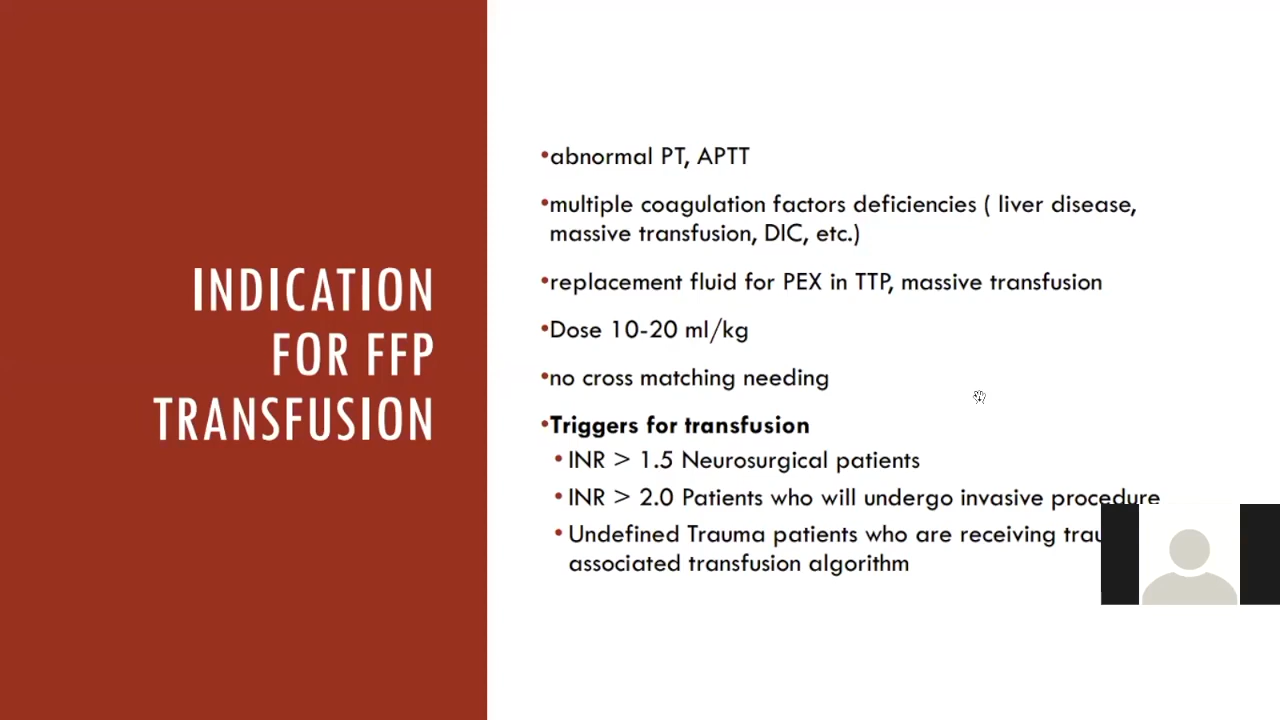 INDICATION
FOR FFP
TRANSFUSION
•abnormal PT, APTT
•multiple coagulation factors deficiencies ( liver disease,
massive transfusion, DIC, etc.)
•replacement fluid for PEX in TTP, massive transfusion
•Dose 10-20 ml/kg
•no cross matching needing
•Triggers for transfusion
• INR > 1.5 Neurosurgical patients
• INR > 2.0 Patients who will undergo invasive procedure
• Undefined Trauma patients who are receiving
associated transfusion algorithm